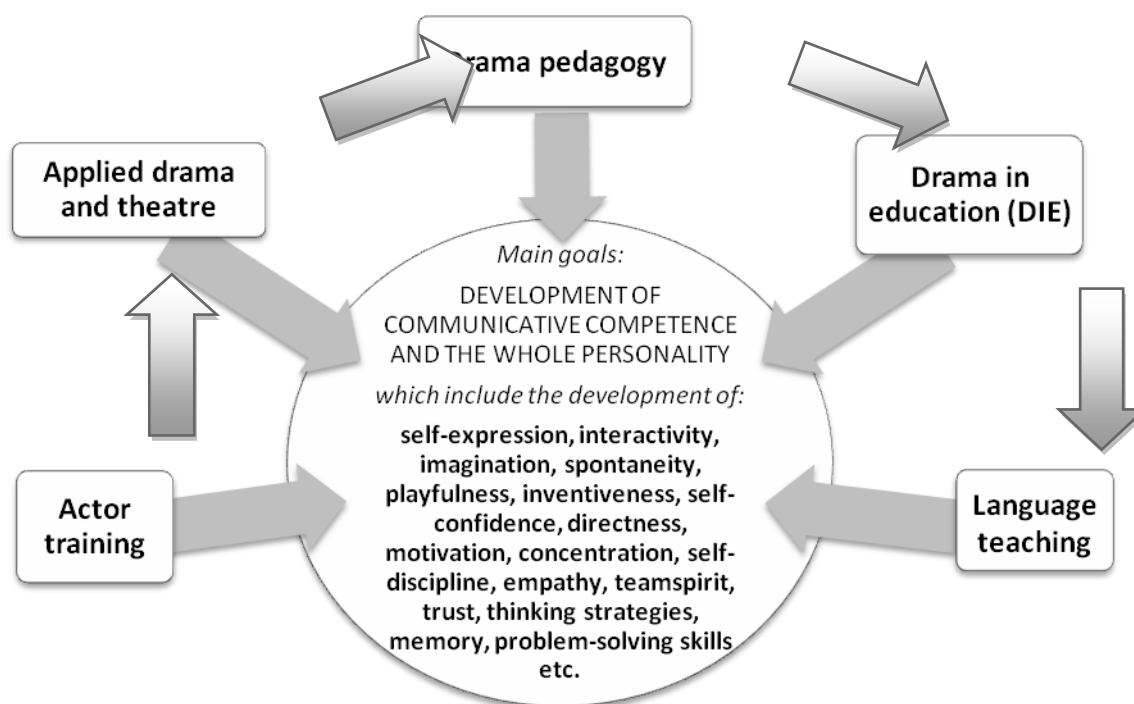 Drama pedagogy
Applied drama
and theatre
Drama in
education (DIE)
Main goals:
DEVELOPMENT OF
COMMUNICATIVE COMPETENCE
AND THE WHOLE PERSONALITY
which include the development of:
self-expression, interactivity,
imagination, spontaneity,
playfulness, inventiveness, self-
confidence, directness,
motivation, concentration, self-
discipline, empathy, teamspirit,
trust, thinking strategies,
memory, problem-solving skills
etc.
Actor
training
Language
teaching